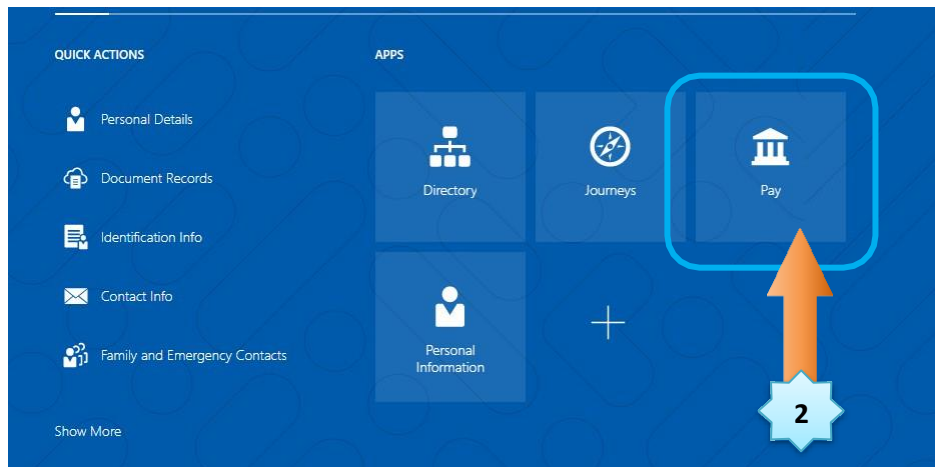 QUICK ACTIONS
Personal Details
Document Records
Identification Info
Contact Info
Family and Emergency Contacts
Show More
APPS
Directory
Journeys
Pay
Personal
Information
2